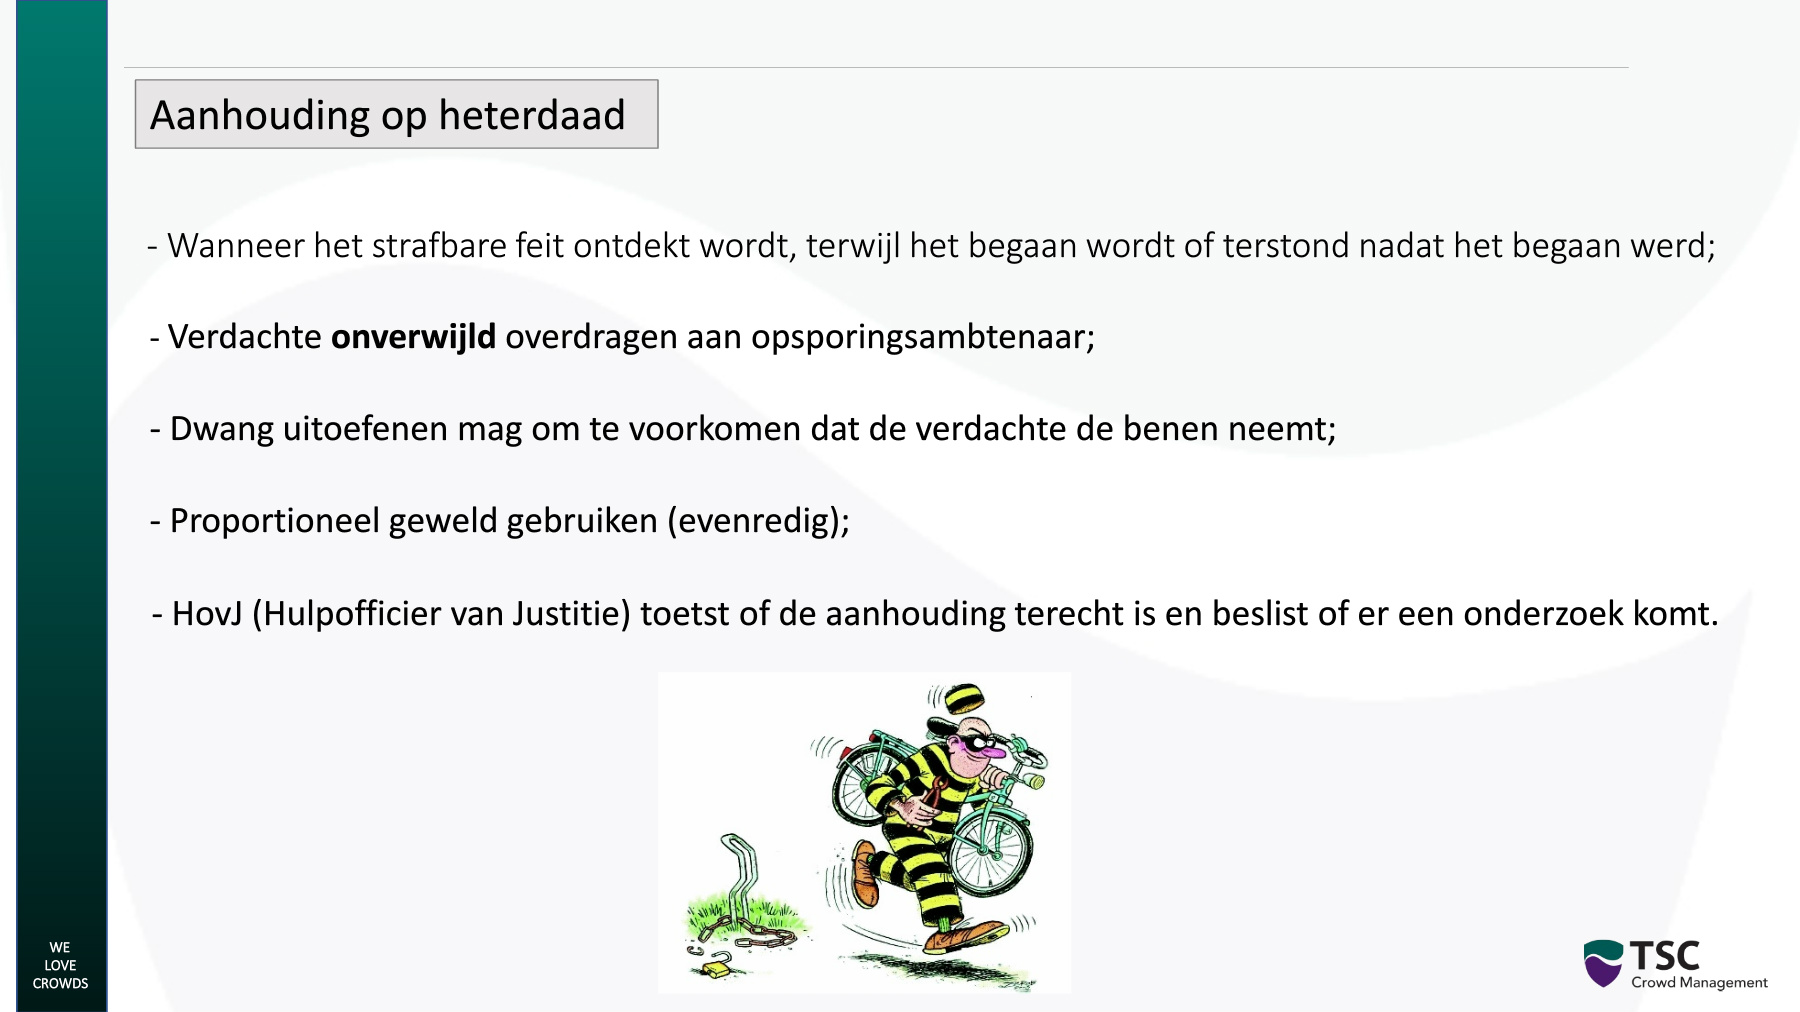 Aanhouding op heterdaad
- Wanneer het strafbare feit ontdekt wordt, terwijl het begaan wordt of terstond nadat het begaan werd;
- Verdachte onverwijld overdragen aan opsporingsambtenaar;
- Dwang uitoefenen mag om te voorkomen dat de verdachte de benen neemt;
- Proportioneel geweld gebruiken (evenredig);
- HovJ (Hulpofficier van Justitie) toetst of de aanhouding terecht is en beslist of er een onderzoek komt.
WE
LOVE
CROWDS
TSC
Crowd Management